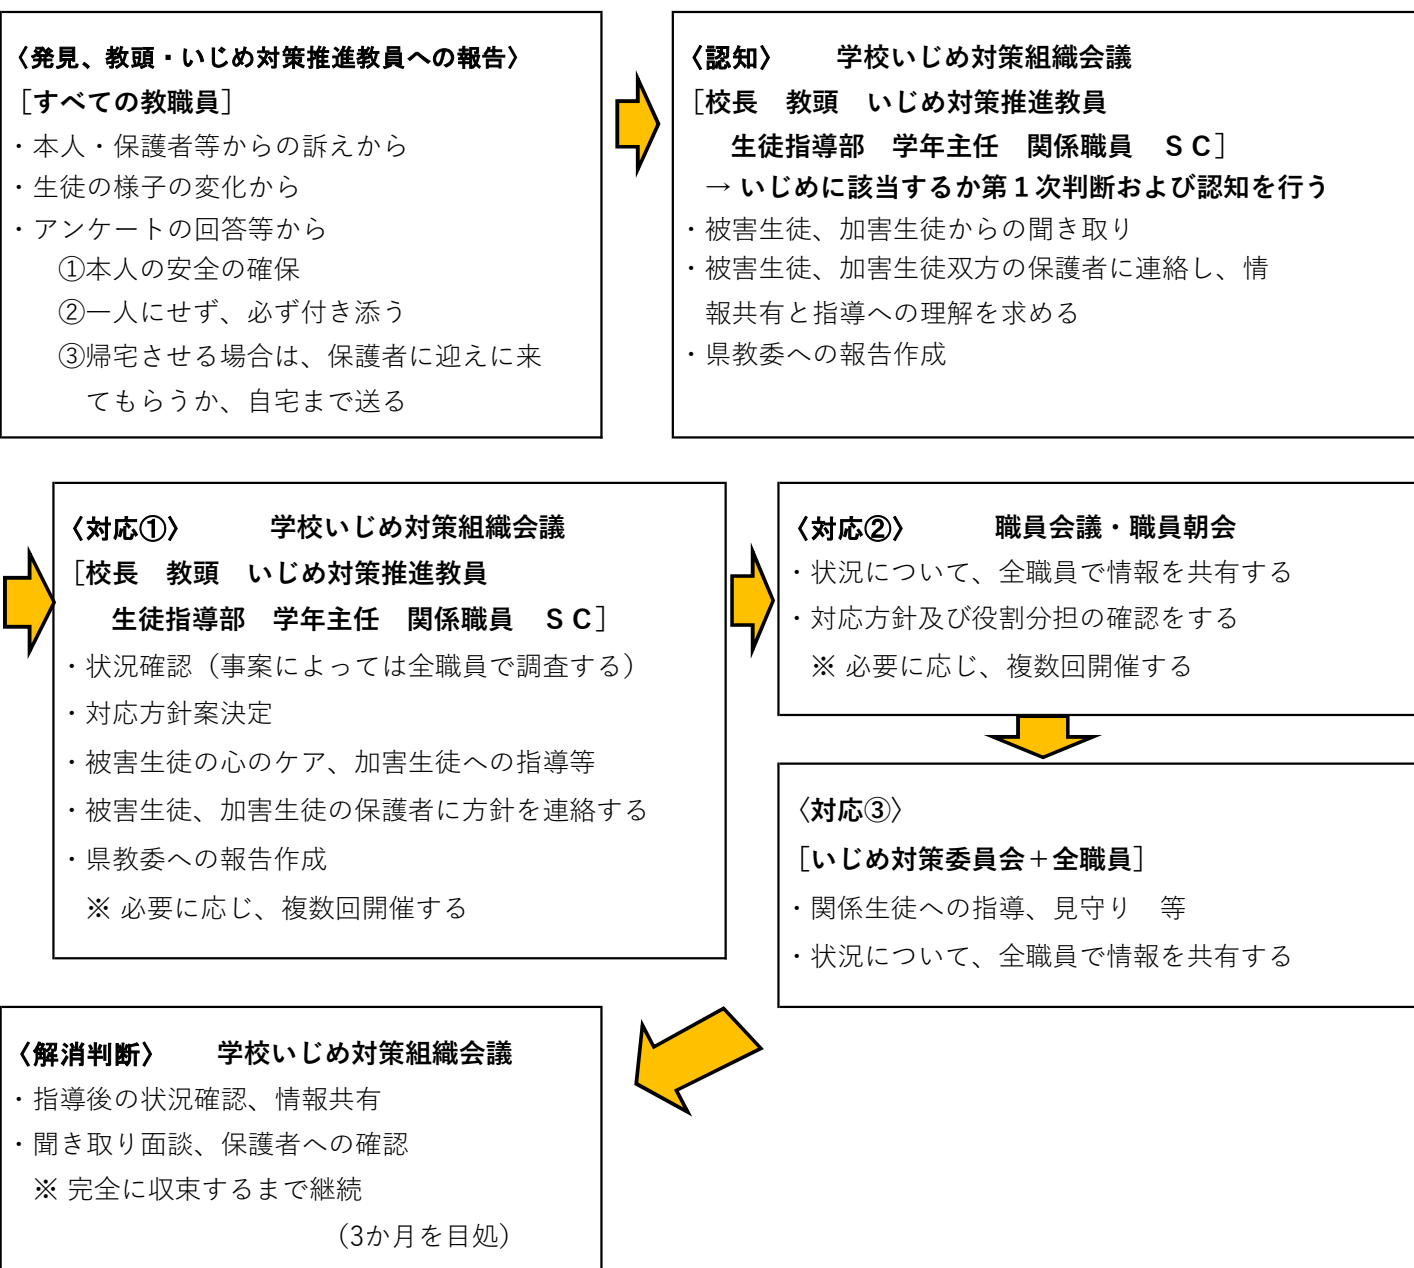 〈発見、教頭・いじめ対策推進教員への報告〉
［すべての教職員］
・本人・保護者等からの訴えから
・生徒の様子の変化から
・アンケートの回答等から
①本人の安全の確保
②一人にせず、必ず付き添う
③帰宅させる場合は、保護者に迎えに来
てもらうか、自宅まで送る
〈認知〉　学校いじめ対策組織会議
［校長　教頭　いじめ対策推進教員
生徒指導部　学年主任　関係職員　ＳＣ］
→ いじめに該当するか第１次判断および認知を行う
・被害生徒、加害生徒からの聞き取り
・被害生徒、加害生徒双方の保護者に連絡し、情
報共有と指導への理解を求める
・県教委への報告作成
〈対応①〉　学校いじめ対策組織会議
［校長　教頭　いじめ対策推進教員
生徒指導部　学年主任　関係職員　ＳＣ］
・状況確認（事案によっては全職員で調査する）
・対応方針案決定
・被害生徒の心のケア、加害生徒への指導等
・被害生徒、加害生徒の保護者に方針を連絡する
・県教委への報告作成
※ 必要に応じ、複数回開催する
〈対応②〉　職員会議・職員朝会
・状況について、全職員で情報を共有する
・対応方針及び役割分担の確認をする
※ 必要に応じ、複数回開催する
〈対応③〉
［いじめ対策委員会＋全職員］
・関係生徒への指導、見守り　等
・状況について、全職員で情報を共有する
〈解消判断〉　学校いじめ対策組織会議
・指導後の状況確認、情報共有
・聞き取り面談、保護者への確認
※ 完全に収束するまで継続
（3か月を目処）